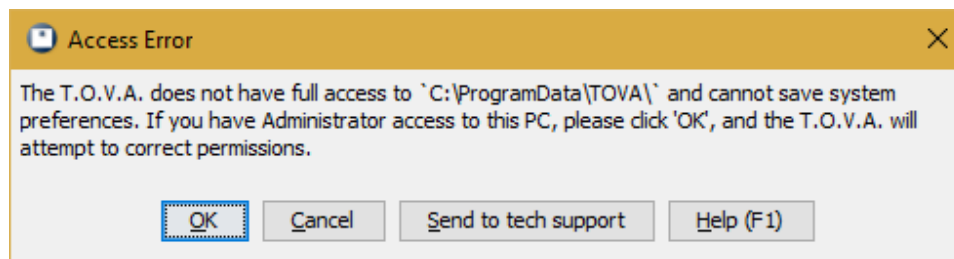 Access Error
The T.O.V.A. does not have full access to `C:\ProgramData\TOVA\` and cannot save system
preferences. If you have Administrator access to this PC, please click 'OK', and the T.O.V.A. will
attempt to correct permissions.
OK Cancel Send to tech support Help (F1)